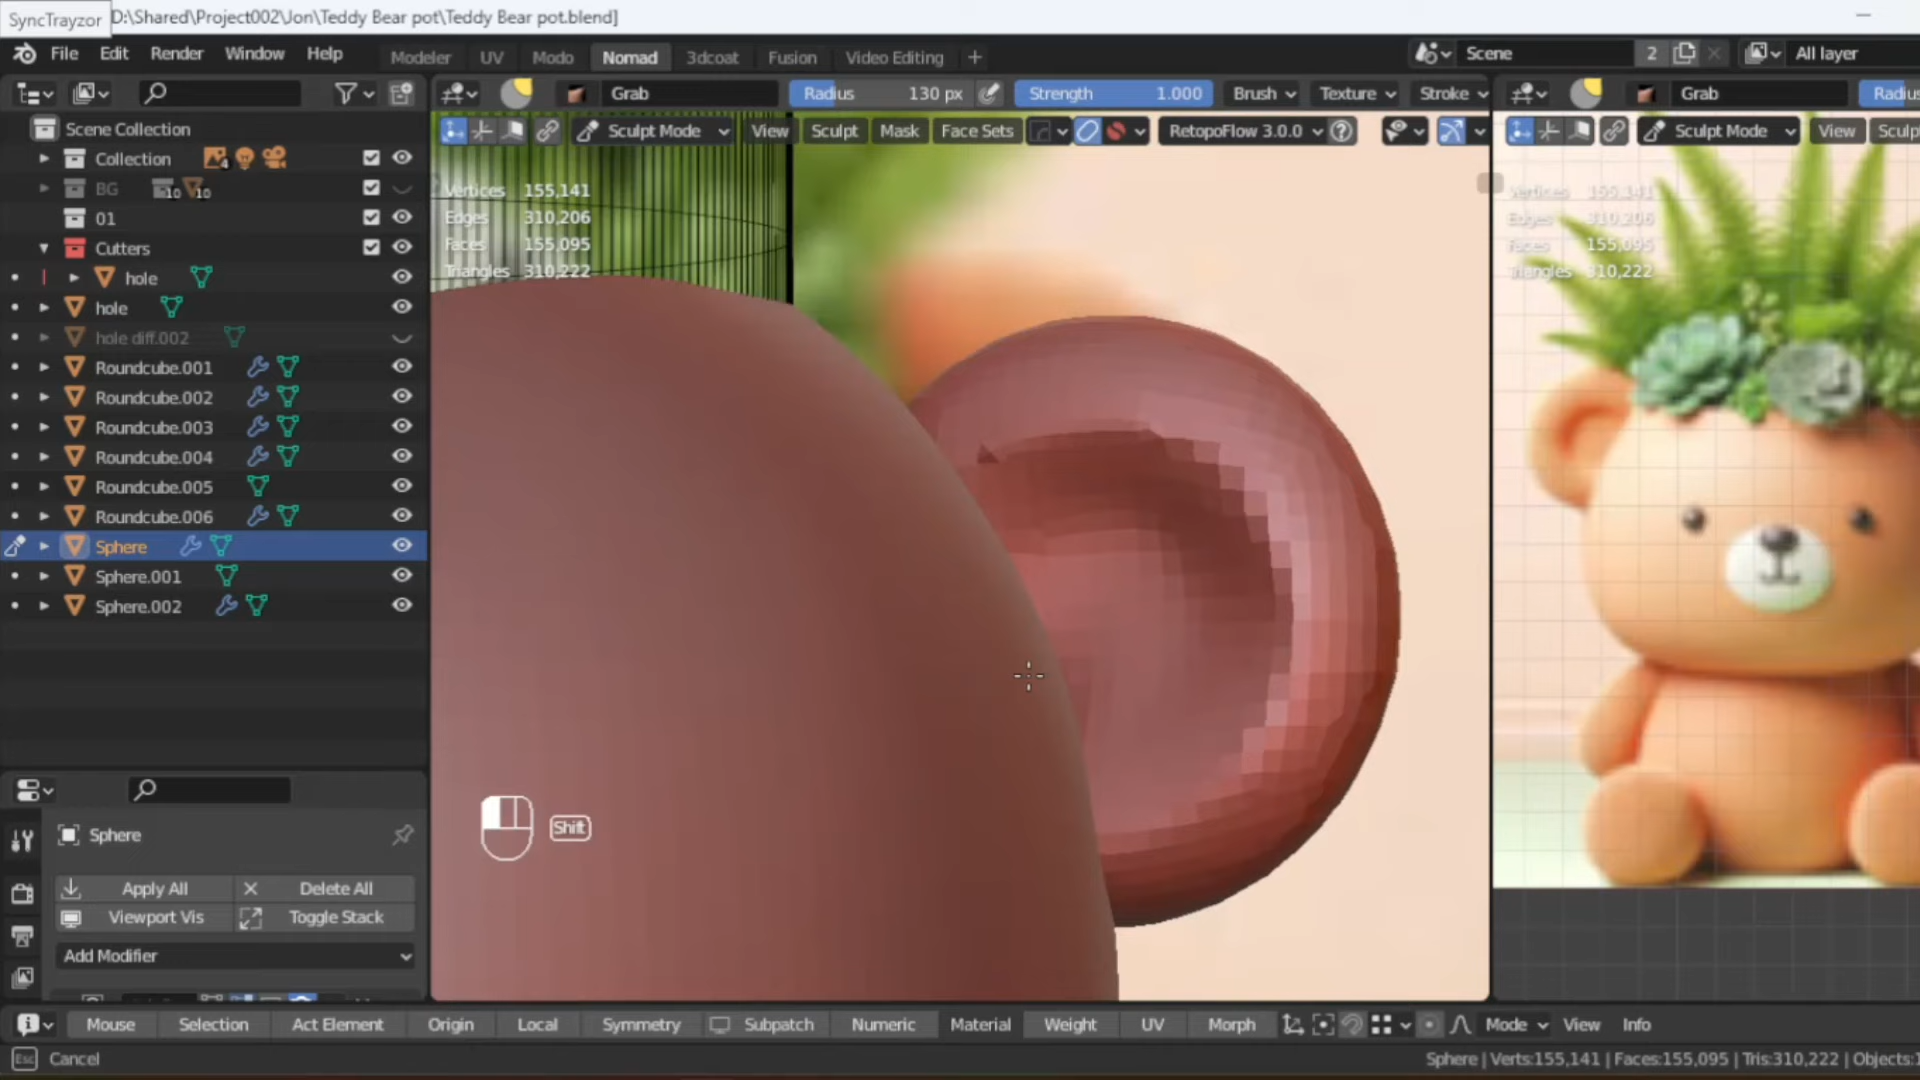 SyncTrayzor
D:\Shared\Project002\Jon\Teddy Bear pot\Teddy Bear pot.blend]
File Edit Render Window Help
Modeler UV Modo Nomad 3dcoat Fusion Video Editing +
Scene 2 All layer
Grab Radius 130 px Strength 1.000 Brush Texture Stroke
Grab Radius
Sculpt Mode View Sculpt Mask Face Sets RetopoFlow 3.0.0
Sculpt Mode View Sculp
Scene Collection
Collection 4
BG 10 10
01
Cutters
hole
hole
hole diff.002
Roundcube.001
Roundcube.002
Roundcube.003
Roundcube.004
Roundcube.005
Roundcube.006
Sphere
Sphere.001
Sphere.002
Vertices 155,141
Edges 310,206
Faces 155,095
Triangles 310,222
Vertices 155,141
Edges 310,206
Faces 155,095
Triangles 310,222
Shift
Sphere
Apply All Delete All
Viewport Vis Toggle Stack
Add Modifier
Mouse Selection Act Element Origin Local Symmetry Subpatch Numeric Material Weight UV Morph Mode View Info
Esc Cancel
Sphere | Verts:155,141 | Faces:155,095 | Tris:310,222 | Objects:1